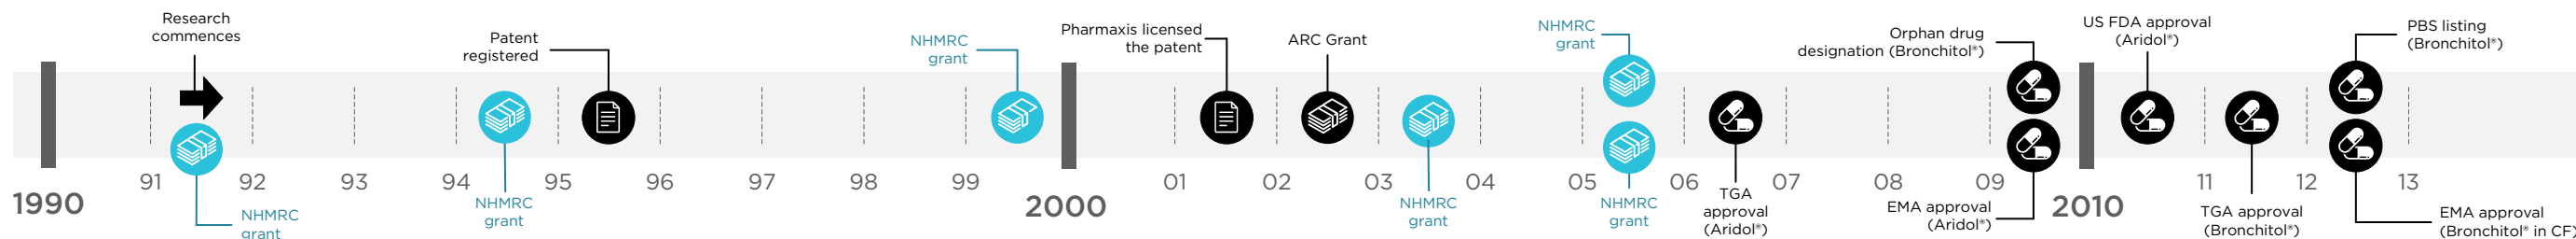 Research
commences
Patent
registered
NHMRC
grant
Pharmaxis licensed
the patent
ARC Grant
NHMRC
grant
Orphan drug
designation (Bronchitol®)
US FDA approval
(Aridol®)
PBS listing
(Bronchitol®)
91
92
93
94
95
96
97
98
99
01
02
03
04
05
06
07
08
09
11
12
13
1990
2000
2010
NHMRC
grant
NHMRC
grant
NHMRC
grant
NHMRC
grant
TGA
approval
(Aridol®)
EMA approval
(Aridol®)
TGA approval
(Bronchitol®)
EMA approval
(Bronchitol® in CF)